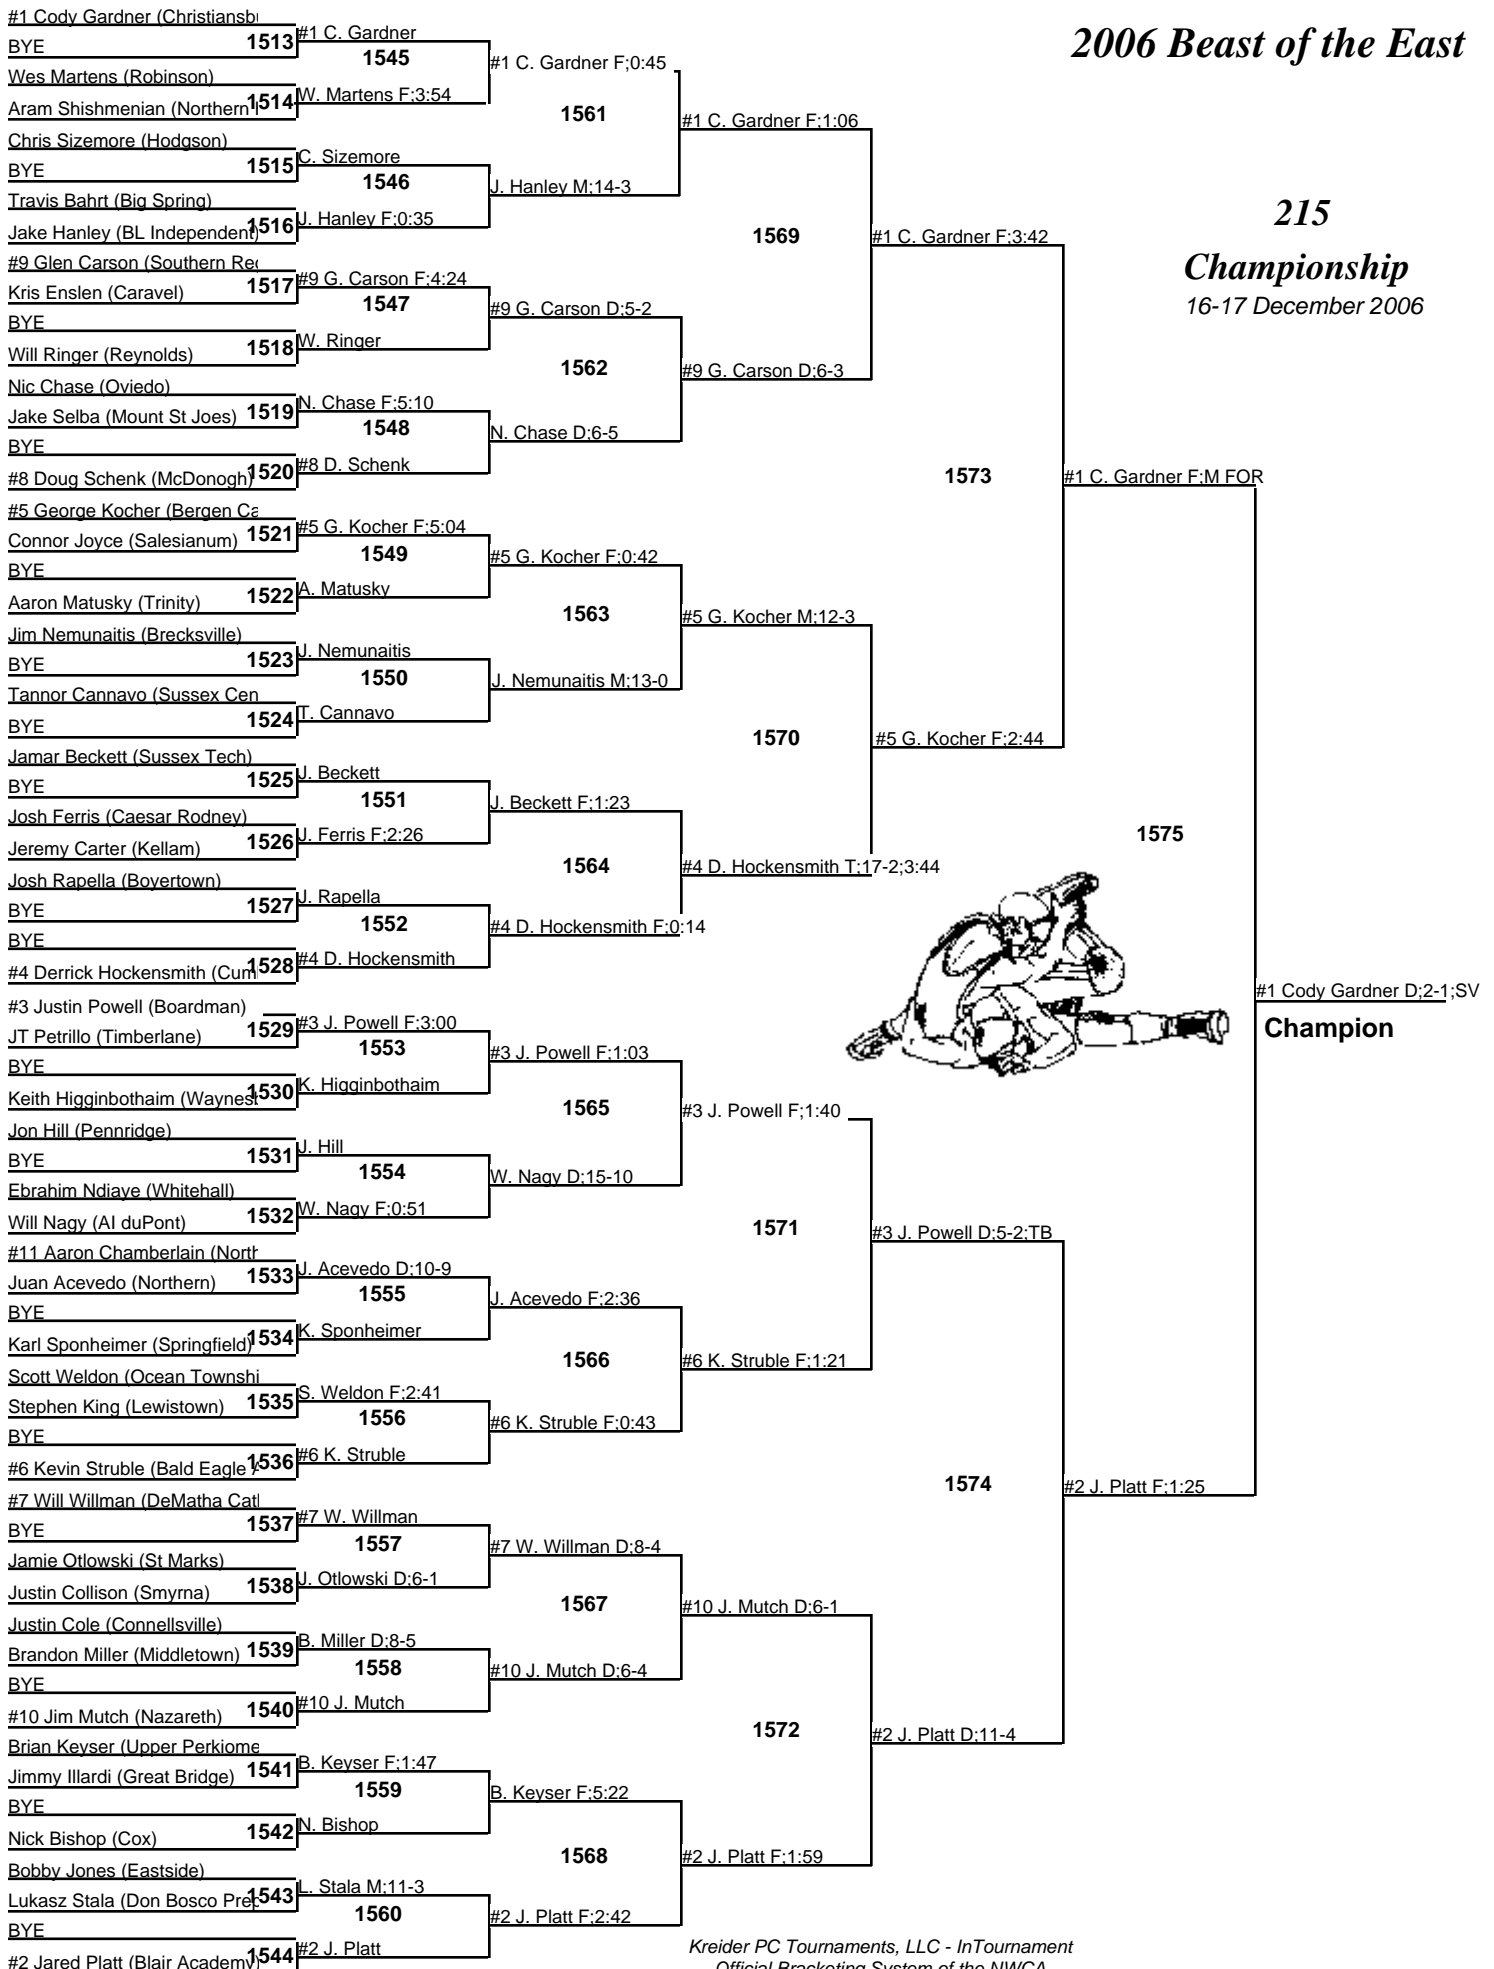 2006 Beast of the East
215
Championship
16-17 December 2006
#1 Cody Gardner (Christiansb
BYE
1513
Wes Martens (Robinson)
Aram Shishmenian (Northern
1514
Chris Sizemore (Hodgson)
BYE
1515
Travis Bahrt (Big Spring)
Jake Hanley (BL Independent)
1516
#9 Glen Carson (Southern Reg
Kris Enslen (Caravel)
1517
BYE
Will Ringer (Reynolds)
1518
Nic Chase (Oviedo)
Jake Selba (Mount St Joes)
1519
BYE
#8 Doug Schenk (McDonogh)
1520
#5 George Kocher (Bergen Ca
Connor Joyce (Salesianum)
1521
BYE
Aaron Matusky (Trinity)
1522
Jim Nemunaitis (Brecksville)
BYE
1523
Tannor Cannavo (Sussex Cen
BYE
1524
Jamar Beckett (Sussex Tech)
BYE
1525
Josh Ferris (Caesar Rodney)
Jeremy Carter (Kellam)
1526
Josh Rapella (Boyertown)
BYE
1527
BYE
#4 Derrick Hockensmith (Cum
1528
#3 Justin Powell (Boardman)
JT Petrillo (Timberlane)
1529
BYE
Keith Higginbothaim (Waynesb
1530
Jon Hill (Pennridge)
BYE
1531
Ebrahim Ndiaye (Whitehall)
Will Nagy (AI duPont)
1532
#11 Aaron Chamberlain (North
Juan Acevedo (Northern)
1533
BYE
Karl Sponheimer (Springfield)
1534
Scott Weldon (Ocean Townshi
Stephen King (Lewistown)
1535
BYE
#6 Kevin Struble (Bald Eagle A
1536
#7 Will Willman (DeMatha Cath
BYE
1537
Jamie Otlowski (St Marks)
Justin Collison (Smyrna)
1538
Justin Cole (Connellsville)
Brandon Miller (Middletown)
1539
BYE
#10 Jim Mutch (Nazareth)
1540
Brian Keyser (Upper Perkiome
Jimmy Illardi (Great Bridge)
1541
BYE
Nick Bishop (Cox)
1542
Bobby Jones (Eastside)
Lukasz Stala (Don Bosco Prep
1543
BYE
#2 Jared Platt (Blair Academy)
1544
#1 C. Gardner
1545
W. Martens F;3:54
C. Sizemore
1546
J. Hanley F;0:35
#9 G. Carson F;4:24
1547
W. Ringer
N. Chase F;5:10
1548
#8 D. Schenk
#5 G. Kocher F;5:04
1549
A. Matusky
J. Nemunaitis
1550
T. Cannavo
J. Beckett
1551
J. Ferris F;2:26
J. Rapella
1552
#4 D. Hockensmith
#3 J. Powell F;3:00
1553
K. Higginbothaim
J. Hill
1554
W. Nagy F;0:51
J. Acevedo D;10-9
1555
K. Sponheimer
S. Weldon F;2:41
1556
#6 K. Struble
#7 W. Willman
1557
J. Otlowski D;6-1
B. Miller D;8-5
1558
#10 J. Mutch
B. Keyser F;1:47
1559
N. Bishop
L. Stala M;11-3
1560
#2 J. Platt
#1 C. Gardner F;0:45
1561
J. Hanley M;14-3
#9 G. Carson D;5-2
1562
N. Chase D;6-5
#5 G. Kocher F;0:42
1563
J. Nemunaitis M;13-0
J. Beckett F;1:23
1564
#4 D. Hockensmith F;0:14
#3 J. Powell F;1:03
1565
W. Nagy D;15-10
J. Acevedo F;2:36
1566
#6 K. Struble F;0:43
#7 W. Willman D;8-4
1567
#10 J. Mutch D;6-4
B. Keyser F;5:22
1568
#2 J. Platt F;2:42
#1 C. Gardner F;1:06
1569
#9 G. Carson D;6-3
#5 G. Kocher M;12-3
1570
#4 D. Hockensmith T;17-2;3:44
#3 J. Powell F;1:40
1571
#6 K. Struble F;1:21
#10 J. Mutch D;6-1
1572
#2 J. Platt F;1:59
#1 C. Gardner F;3:42
1573
#5 G. Kocher F;2:44
#3 J. Powell D;5-2;TB
1574
#2 J. Platt D;11-4
#1 C. Gardner F;M FOR
1575
#2 J. Platt F;1:25
#1 Cody Gardner D;2-1;SV
Champion
Kreider PC Tournaments, LLC - InTournament
Official Bracketing System of the NWCA